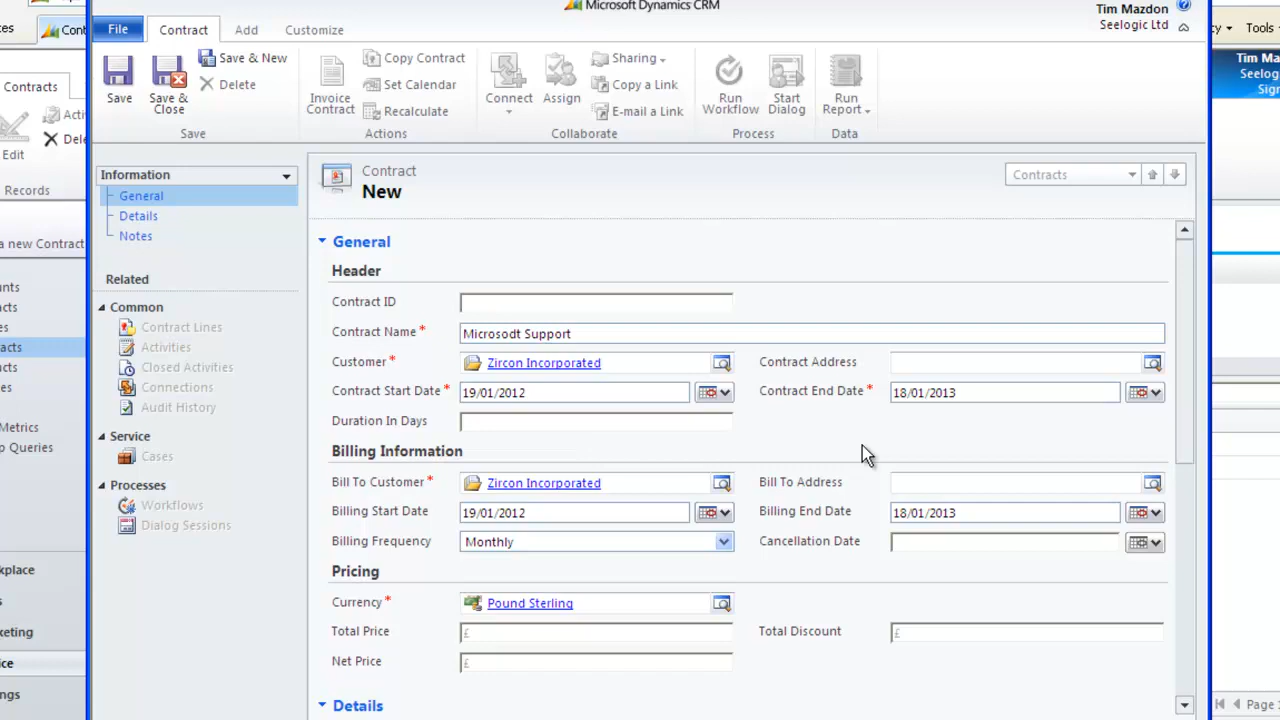 Microsoft Dynamics CRM
Tim Mazdon
Seelogic Ltd
File
Contract
Add
Customize
Save
Save & Close
Save & New
Delete
Save
Invoice Contract
Copy Contract
Set Calendar
Recalculate
Actions
Connect
Assign
Sharing
Copy a Link
E-mail a Link
Collaborate
Run Workflow
Start Dialog
Process
Run Report
Data
Contracts
Edit
Records
Tools
Information
General
Details
Notes
Related
Common
Contract Lines
Activities
Closed Activities
Connections
Audit History
Service
Cases
Processes
Workflows
Dialog Sessions
Contract
New
Contracts
General
Header
Contract ID
Contract Name * Microsodt Support
Customer * Zircon Incorporated
Contract Address
Contract Start Date * 19/01/2012
Contract End Date * 18/01/2013
Duration In Days
Billing Information
Bill To Customer * Zircon Incorporated
Bill To Address
Billing Start Date 19/01/2012
Billing End Date 18/01/2013
Billing Frequency Monthly
Cancellation Date
Pricing
Currency * Pound Sterling
Total Price £
Total Discount £
Net Price £
Details
a new Contract
Metrics
Queries
Page